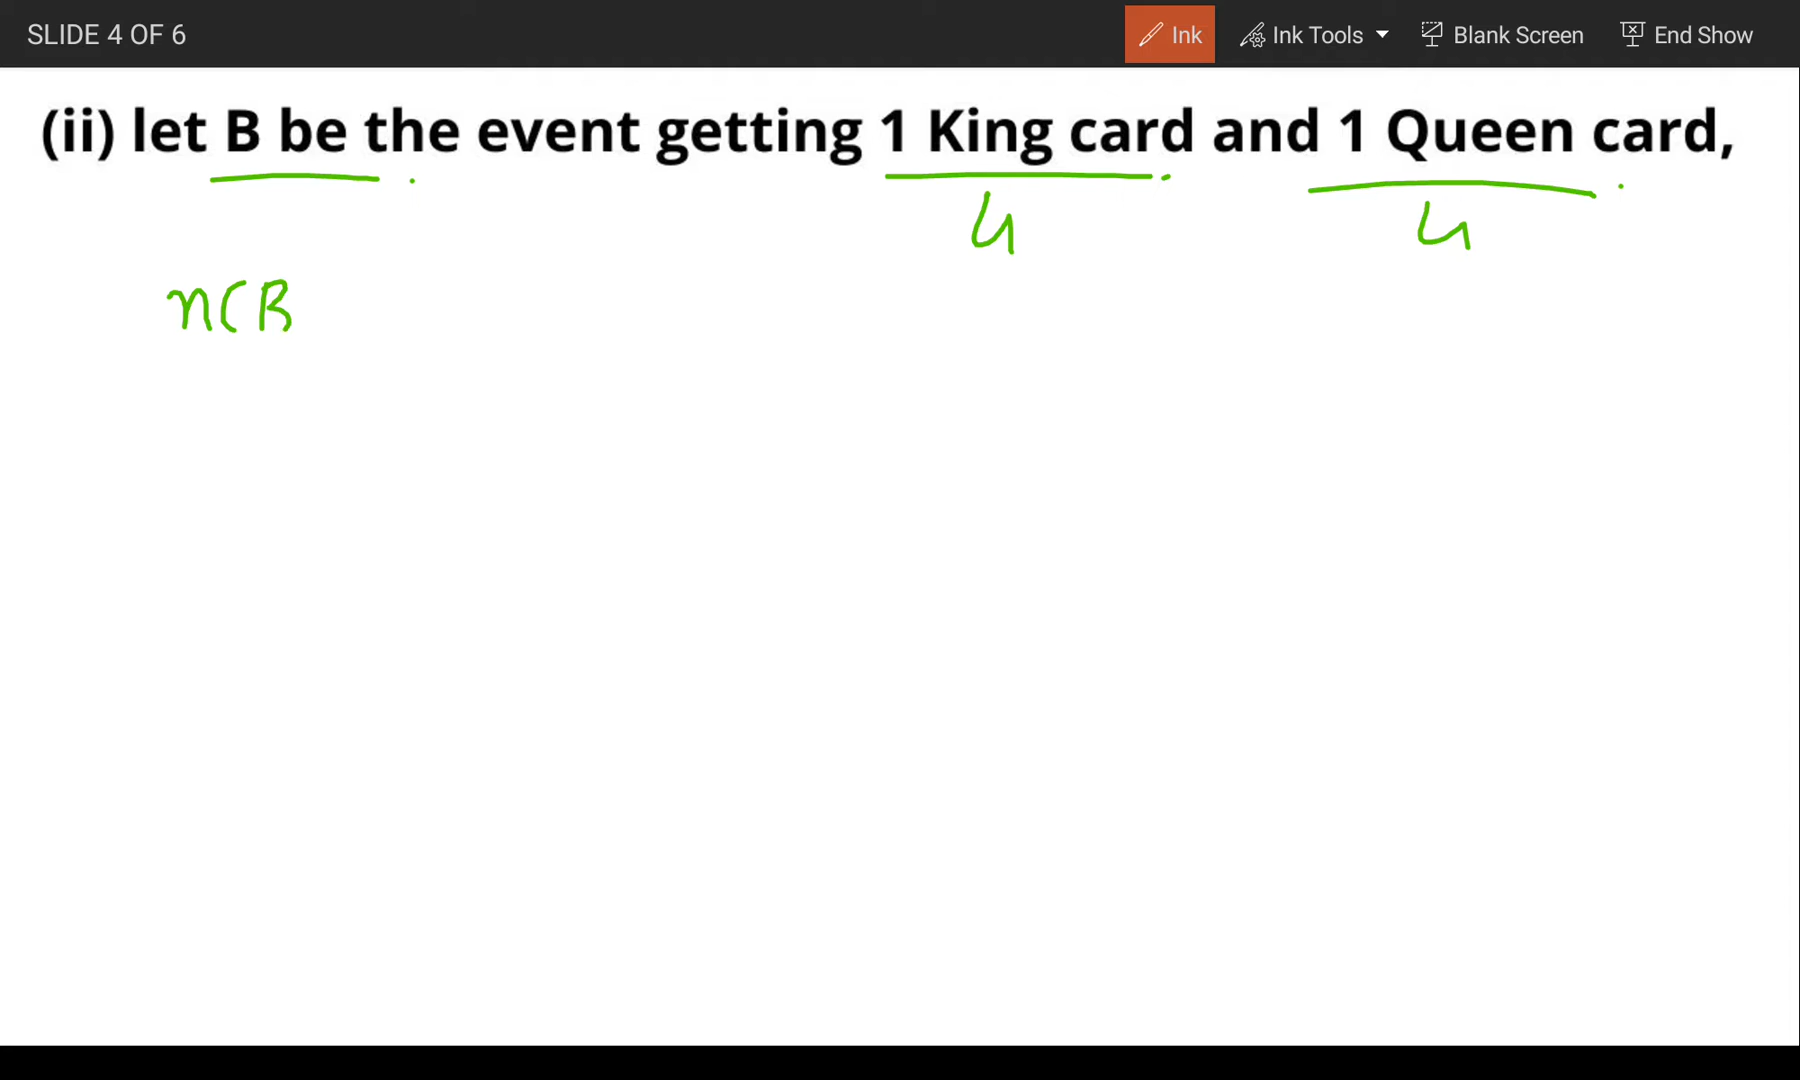 SLIDE 4 OF 6 Ink Ink Tools Blank Screen End Show
(ii) let B be the event getting 1 King card and 1 Queen card,
4 4
n(B